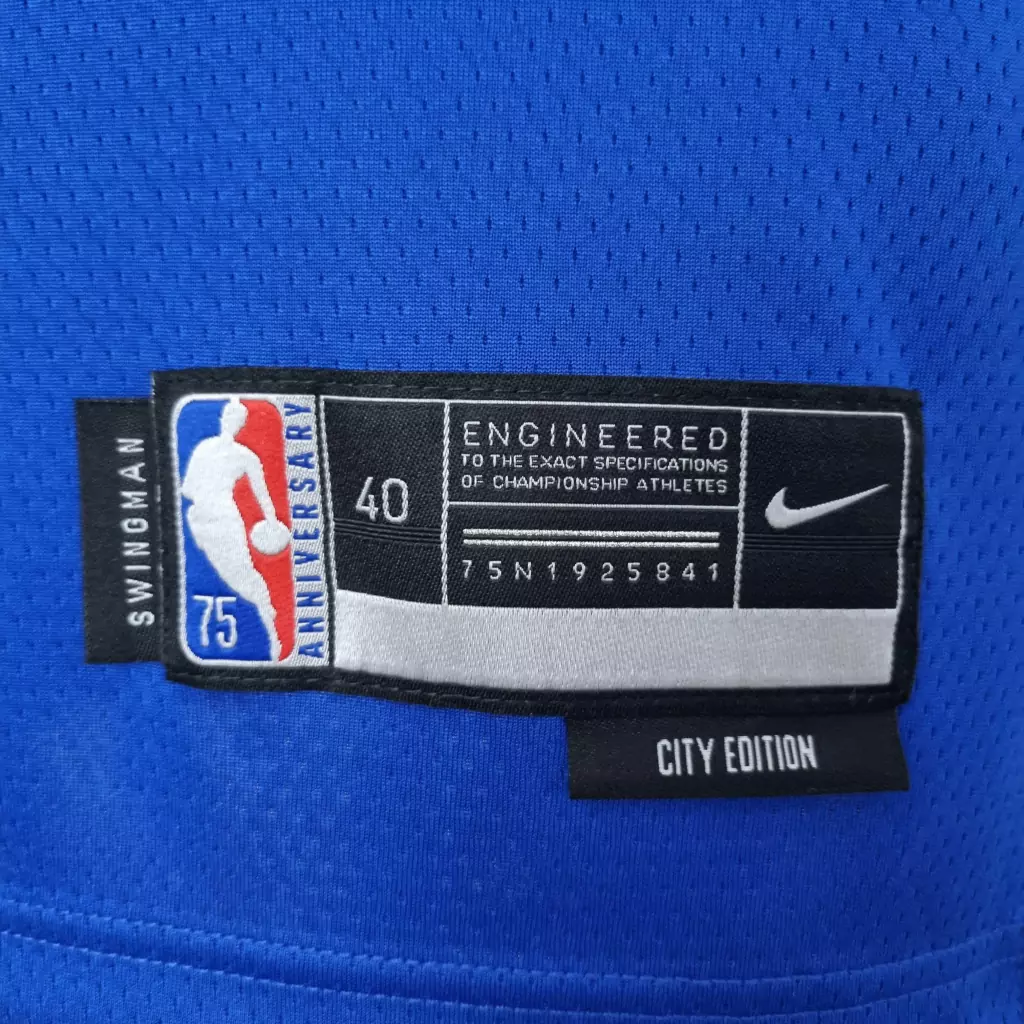 SWINGMAN
75
ANNIVERSARY
40
ENGINEERED
TO THE EXACT SPECIFICATIONS
OF CHAMPIONSHIP ATHLETES
75N1925841
CITY EDITION